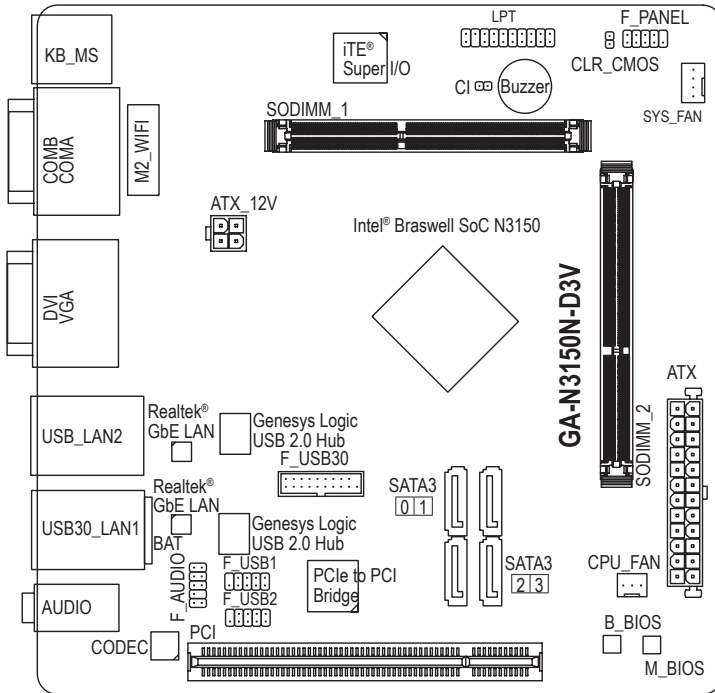 LPT
F_PANEL
KB_MS
iTE®
Super I/O
CLR_CMOS
CI
Buzzer
SYS_FAN
COMB
COMA
M2_WIFI
SODIMM_1
ATX_12V
Intel® Braswell SoC N3150
DVI
VGA
GA-N3150N-D3V
SODIMM_2
ATX
USB_LAN2
Realtek®
GbE LAN
Genesys Logic
USB 2.0 Hub
F_USB30
USB30_LAN1
Realtek®
GbE LAN
BAT
Genesys Logic
USB 2.0 Hub
SATA3
0 1
SATA3
2 3
CPU_FAN
F_AUDIO
F_USB1
F_USB2
PCIe to PCI
Bridge
AUDIO
CODEC
PCI
B_BIOS
M_BIOS